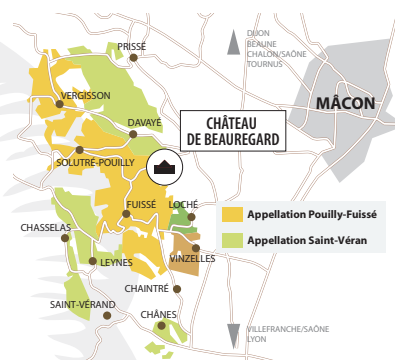 DIJON
BEAUNE
CHALON/SAÔNE
TOURNUS
PRISSÉ
VERGISSON
MÂCON
DAVAYÉ
CHÂTEAU
DE BEAUREGARD
SOLUTRÉ-POUILLY
FUISSÉ
LOCHÉ
Appellation Pouilly-Fuissé
CHASSELAS
Appellation Saint-Véran
LEYNES
VINZELLES
CHAINTRÉ
SAINT-VÉRAND
CHÂNES
VILLEFRANCHE/SAÔNE
LYON